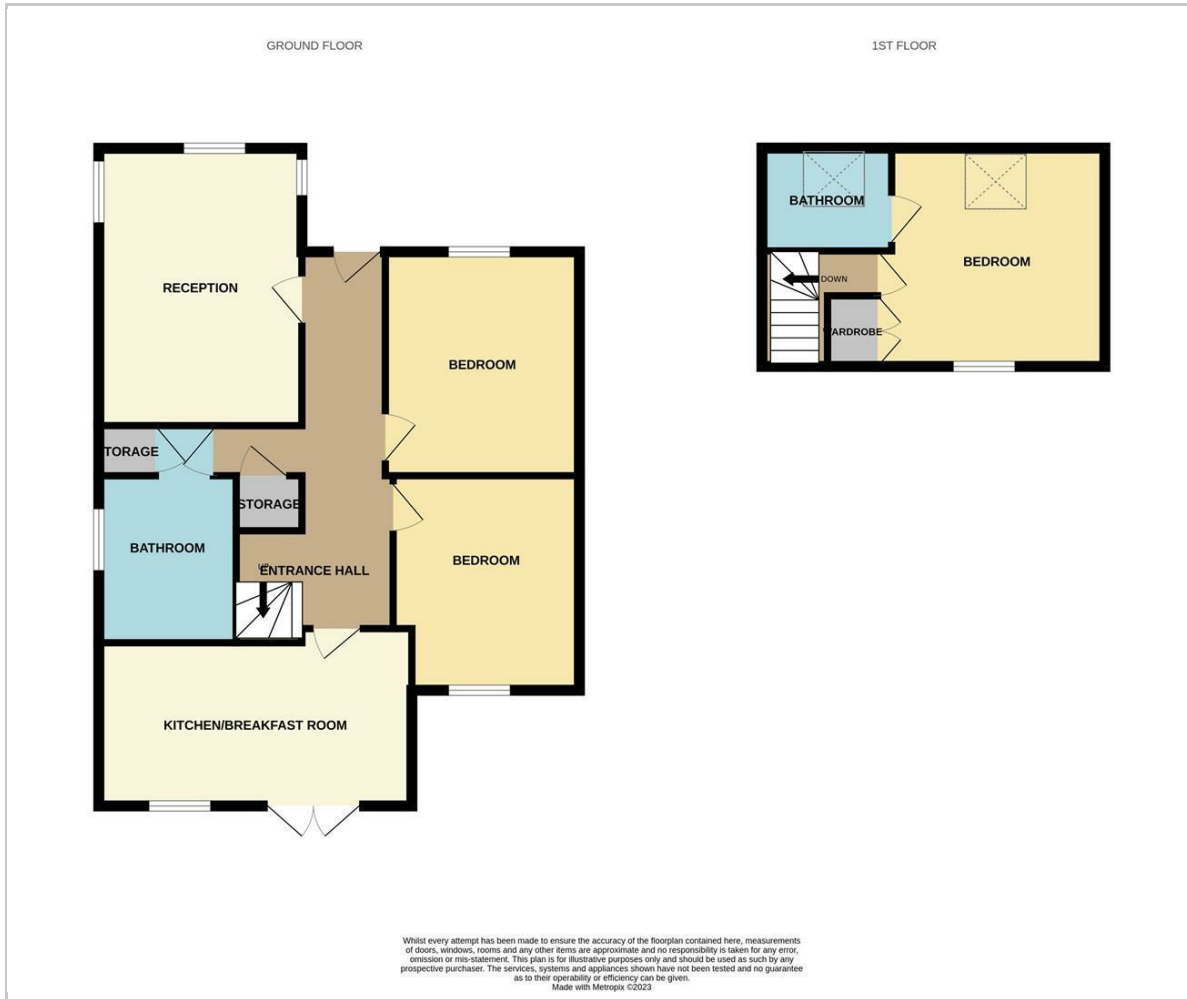 GROUND FLOOR
1ST FLOOR
RECEPTION
BEDROOM
TORAGE
STORAGE
BATHROOM
UP
ENTRANCE HALL
BEDROOM
KITCHEN/BREAKFAST ROOM
BATHROOM
BEDROOM
DOWN
WARDROBE
Whilst every attempt has been made to ensure the accuracy of the floorplan contained here, measurements
of doors, windows, rooms and any other items are approximate and no responsibility is taken for any error,
omission or mis-statement. This plan is for illustrative purposes only and should be used as such by any
prospective purchaser. The services, systems and appliances shown have not been tested and no guarantee
as to their operability or efficiency can be given.
Made with Metropix ©2023